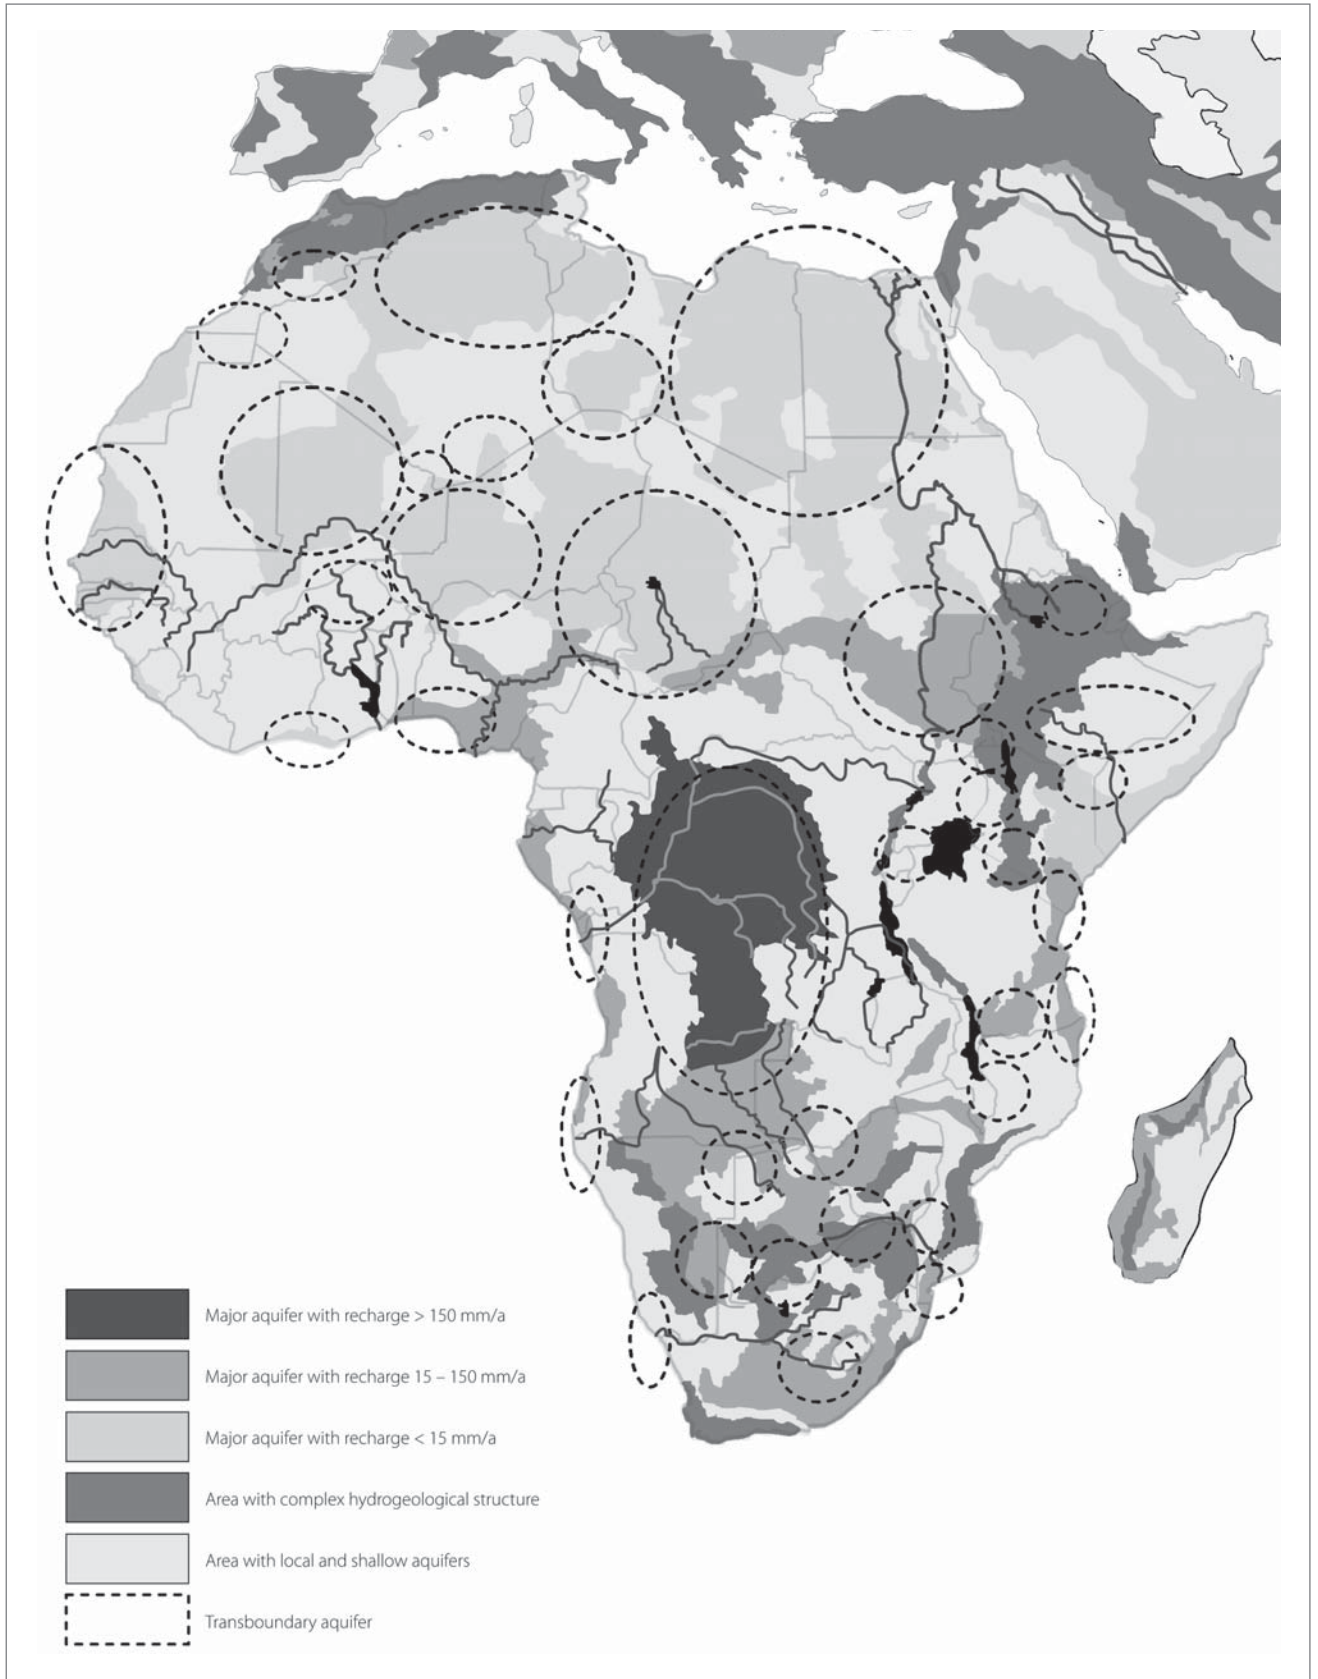 Major aquifer with recharge > 150 mm/a
Major aquifer with recharge 15 – 150 mm/a
Major aquifer with recharge < 15 mm/a
Area with complex hydrogeological structure
Area with local and shallow aquifers
Transboundary aquifer